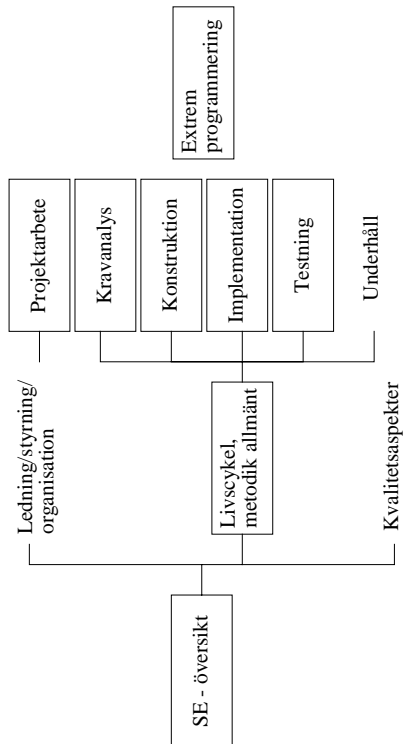 SE - översikt
Ledning/styrning/
organisation
Livscykel,
metodik allmänt
Kvalitetsaspekter
Projektarbete
Kravanalys
Konstruktion
Implementation
Testning
Underhåll
Extrem
programmering